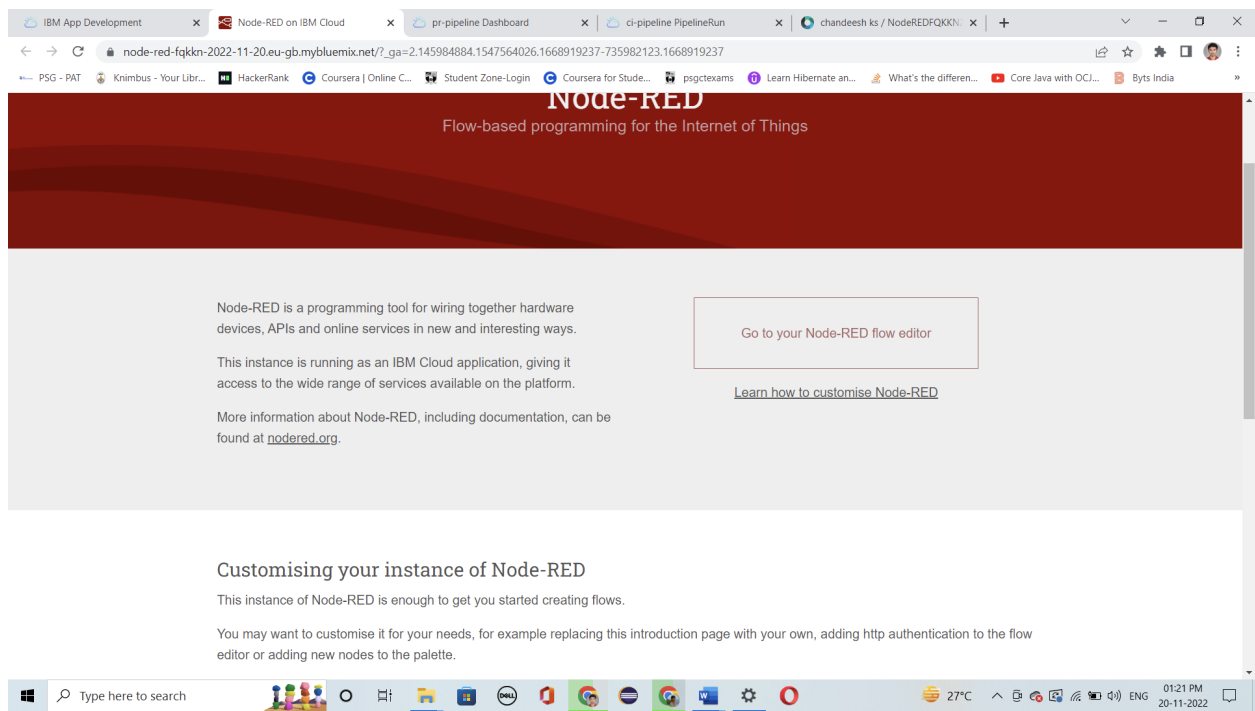 IBM App Development
Node-RED on IBM Cloud
pr-pipeline Dashboard
ci-pipeline PipelineRun
chandeesh ks / NodeREDFQKKN
node-red-fqkkn-2022-11-20.eu-gb.mybluemix.net/?_ga=2.145984884.1547564026.1668919237-735982123.1668919237
PSG - PAT
Knimbus - Your Libr...
HackerRank
Coursera | Online C...
Student Zone-Login
Coursera for Stude...
psgctexams
Learn Hibernate an...
What's the differen...
Core Java with OCJ...
Byts India
»
Node-RED
Flow-based programming for the Internet of Things
Node-RED is a programming tool for wiring together hardware
devices, APIs and online services in new and interesting ways.
This instance is running as an IBM Cloud application, giving it
access to the wide range of services available on the platform.
More information about Node-RED, including documentation, can be
found at nodered.org.
Go to your Node-RED flow editor
Learn how to customise Node-RED
Customising your instance of Node-RED
This instance of Node-RED is enough to get you started creating flows.
You may want to customise it for your needs, for example replacing this introduction page with your own, adding http authentication to the flow
editor or adding new nodes to the palette.
Type here to search
DELL
27°C
ENG
01:21 PM
20-11-2022